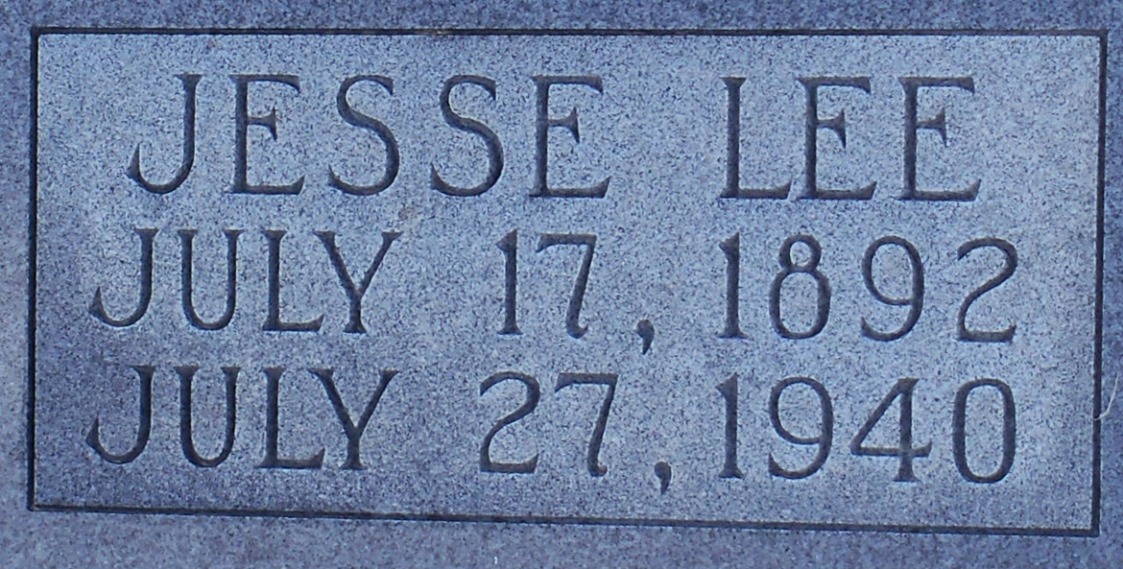 JESSE LEE
JULY 17, 1892
JULY 27, 1940